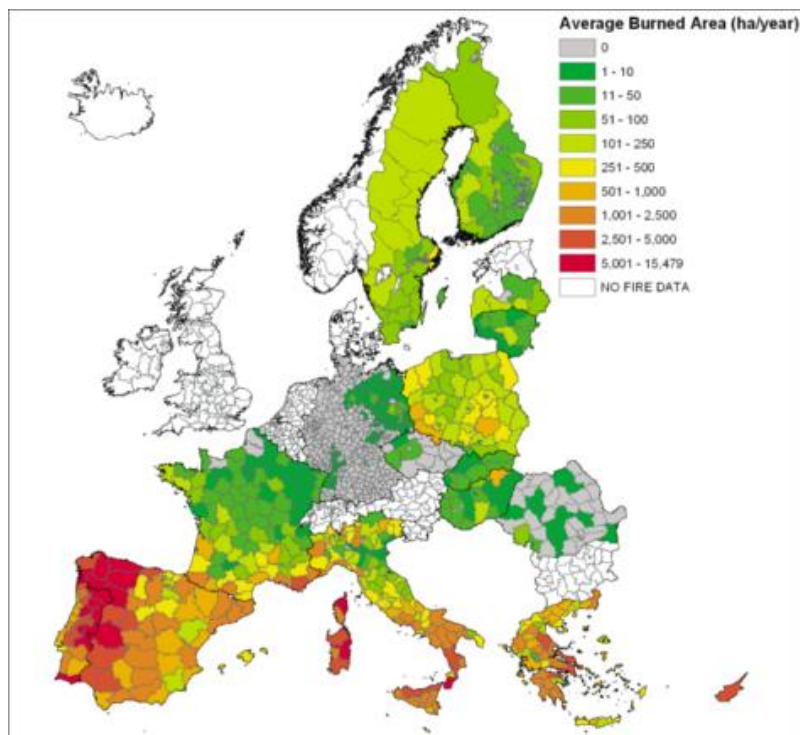 Average Burned Area (ha/year)
0
1 - 10
11 - 50
51 - 100
101 - 250
251 - 500
501 - 1,000
1,001 - 2,500
2,501 - 5,000
5,001 - 15,479
NO FIRE DATA